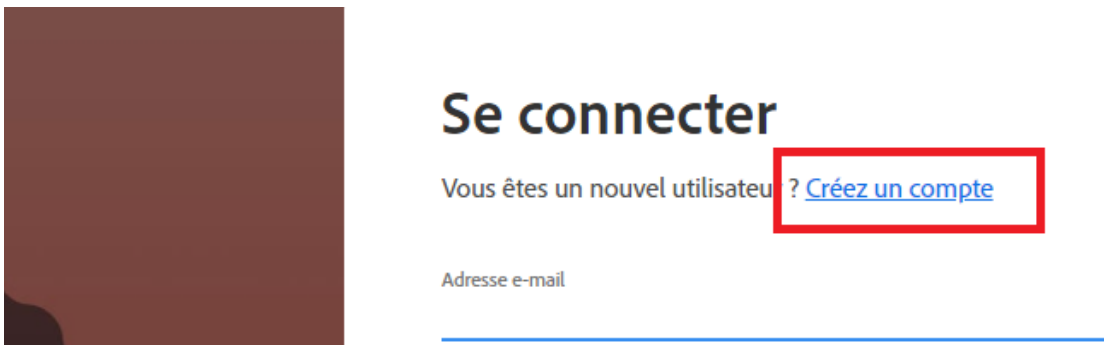 Se connecter
Vous êtes un nouvel utilisateur ? Créez un compte
Adresse e-mail